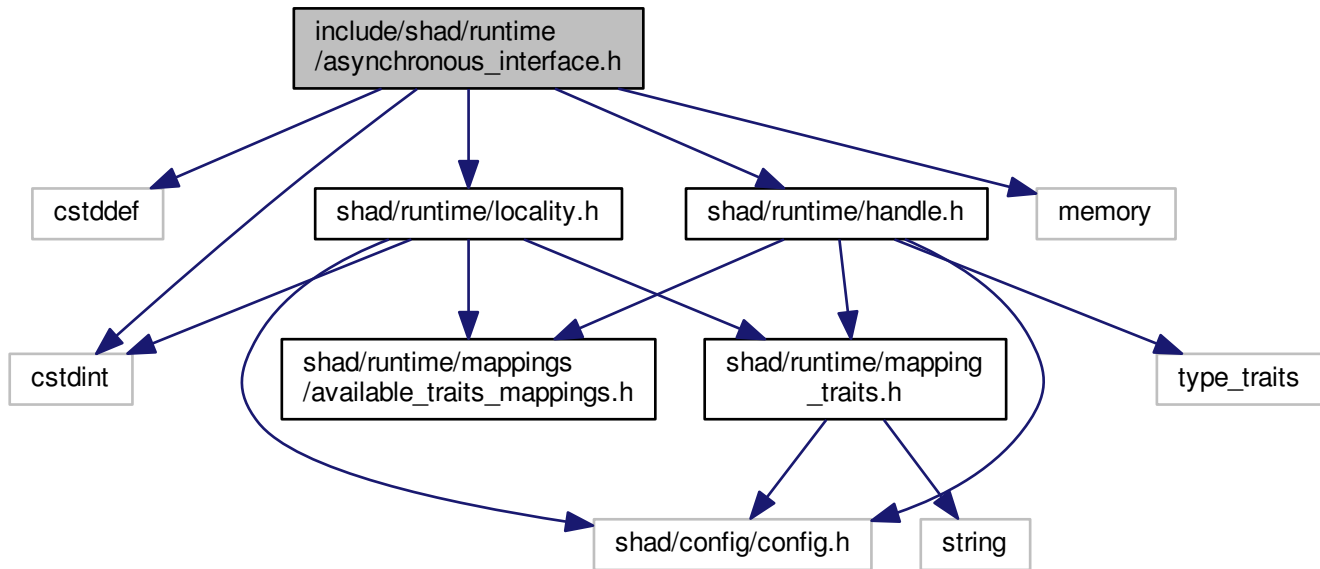 include/shad/runtime
/asynchronous_interface.h
cstddef
shad/runtime/locality.h
shad/runtime/handle.h
memory
cstdint
shad/runtime/mappings
/available_traits_mappings.h
shad/runtime/mapping
_traits.h
type_traits
shad/config/config.h
string